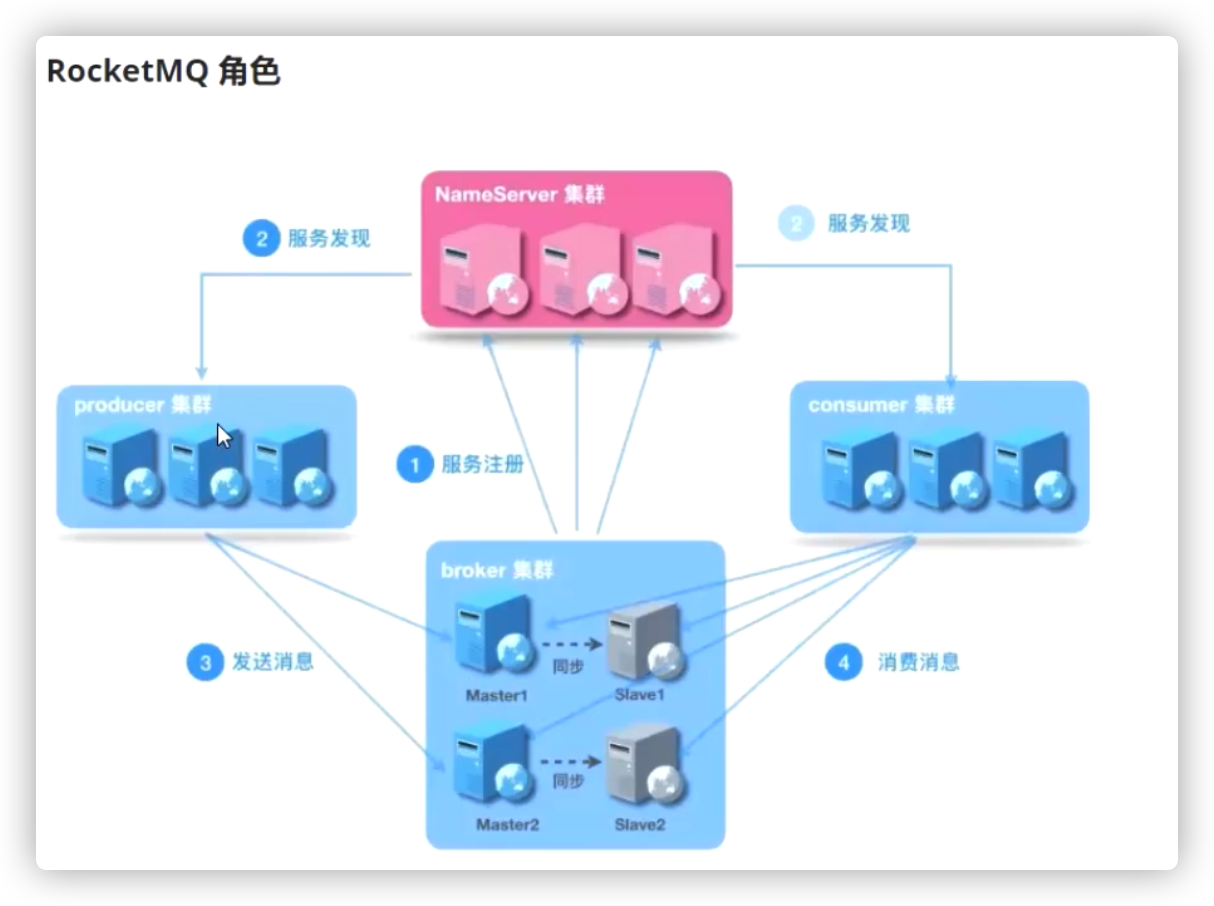 RocketMQ 角色
NameServer 集群
2 服务发现
2 服务发现
producer 集群
consumer 集群
1 服务注册
broker 集群
3 发送消息
4 消费消息
同步
Master1
Slave1
同步
Master2
Slave2